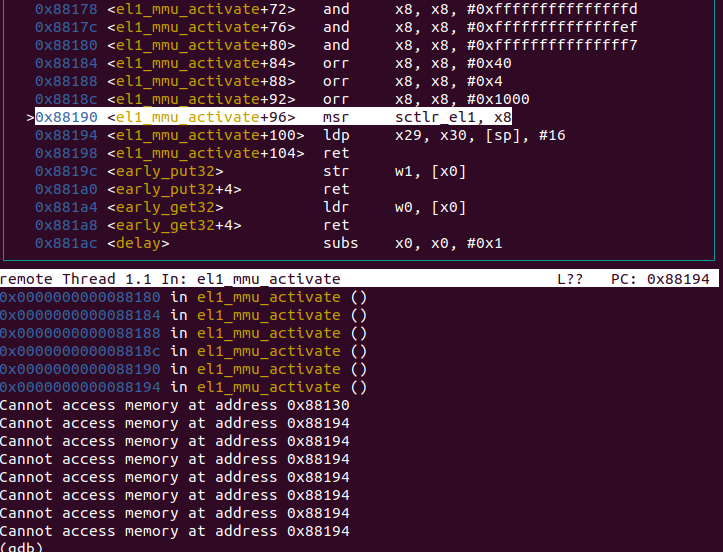 0x88178 <el1_mmu_activate+72> and x8, x8, #0xfffffffffffffffd
0x8817c <el1_mmu_activate+76> and x8, x8, #0xffffffffffffffef
0x88180 <el1_mmu_activate+80> and x8, x8, #0xfffffffffffffff7
0x88184 <el1_mmu_activate+84> orr x8, x8, #0x40
0x88188 <el1_mmu_activate+88> orr x8, x8, #0x4
0x8818c <el1_mmu_activate+92> orr x8, x8, #0x1000
>0x88190 <el1_mmu_activate+96> msr sctlr_el1, x8
0x88194 <el1_mmu_activate+100> ldp x29, x30, [sp], #16
0x88198 <el1_mmu_activate+104> ret
0x8819c <early_put32> str w1, [x0]
0x881a0 <early_put32+4> ret
0x881a4 <early_get32> ldr w0, [x0]
0x881a8 <early_get32+4> ret
0x881ac <delay> subs x0, x0, #0x1
remote Thread 1.1 In: el1_mmu_activate L?? PC: 0x88194
0x0000000000088180 in el1_mmu_activate ()
0x0000000000088184 in el1_mmu_activate ()
0x0000000000088188 in el1_mmu_activate ()
0x000000000008818c in el1_mmu_activate ()
0x0000000000088190 in el1_mmu_activate ()
0x0000000000088194 in el1_mmu_activate ()
Cannot access memory at address 0x88130
Cannot access memory at address 0x88194
Cannot access memory at address 0x88194
Cannot access memory at address 0x88194
Cannot access memory at address 0x88194
Cannot access memory at address 0x88194
Cannot access memory at address 0x88194
Cannot access memory at address 0x88194
(gdb)